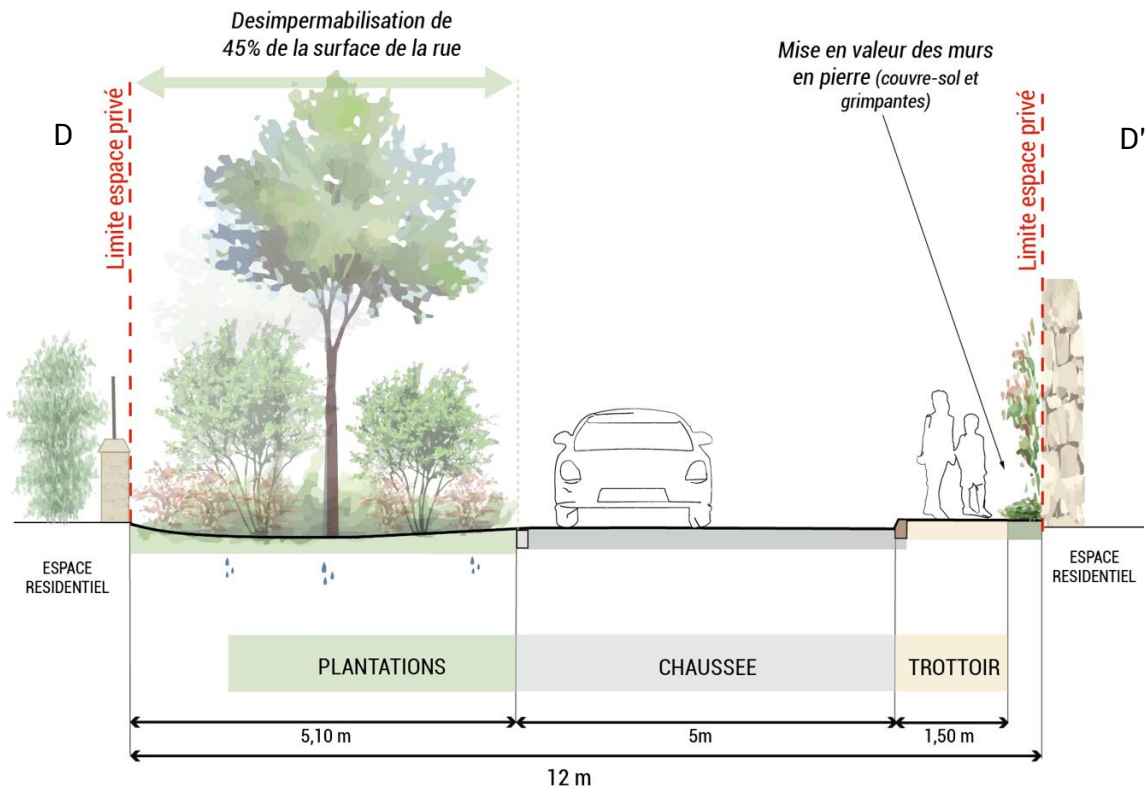 Desimpermabilisation de
45% de la surface de la rue
Mise en valeur des murs
en pierre (couvre-sol et
grimpantes)
D
D'
Limite espace privé
Limite espace privé
ESPACE
RESIDENTIEL
ESPACE
RESIDENTIEL
PLANTATIONS
CHAUSSEE
TROTTOIR
5,10 m
5m
1,50 m
12 m